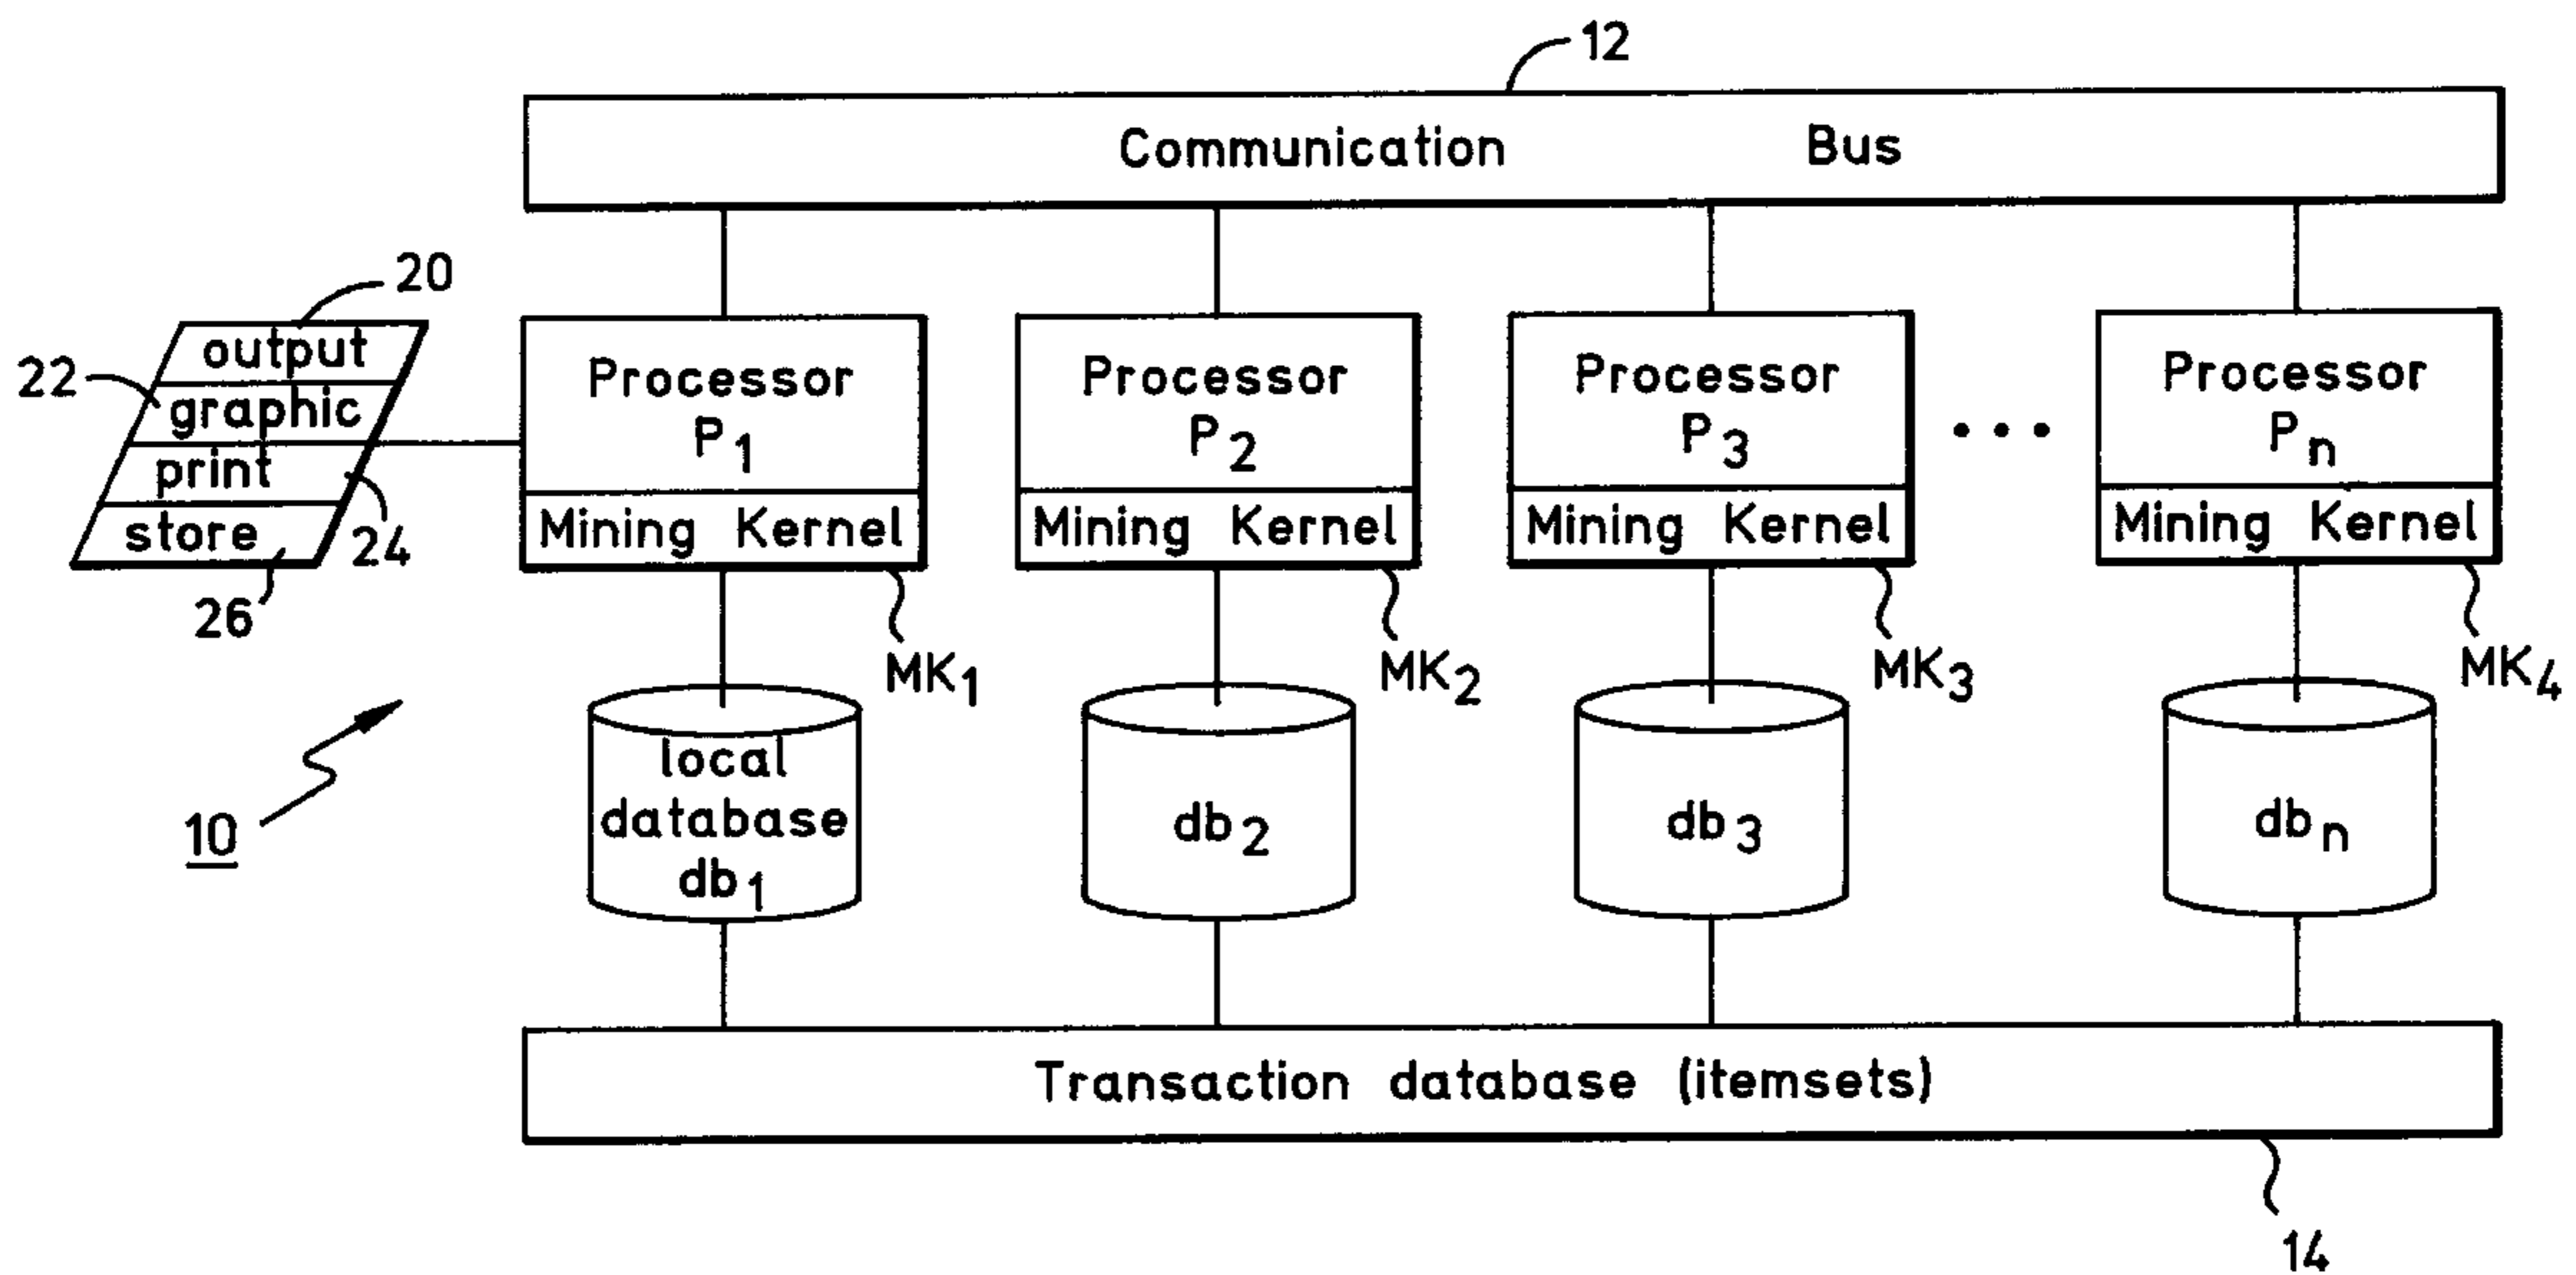 12
Communication Bus
20
output
22
graphic
print
store
24
26
Processor
P1
Mining Kernel
MK1
Processor
P2
Mining Kernel
MK2
Processor
P3
Mining Kernel
MK3
...
Processor
Pn
Mining Kernel
MK4
10
local
database
db1
db2
db3
dbn
Transaction database (itemsets)
14